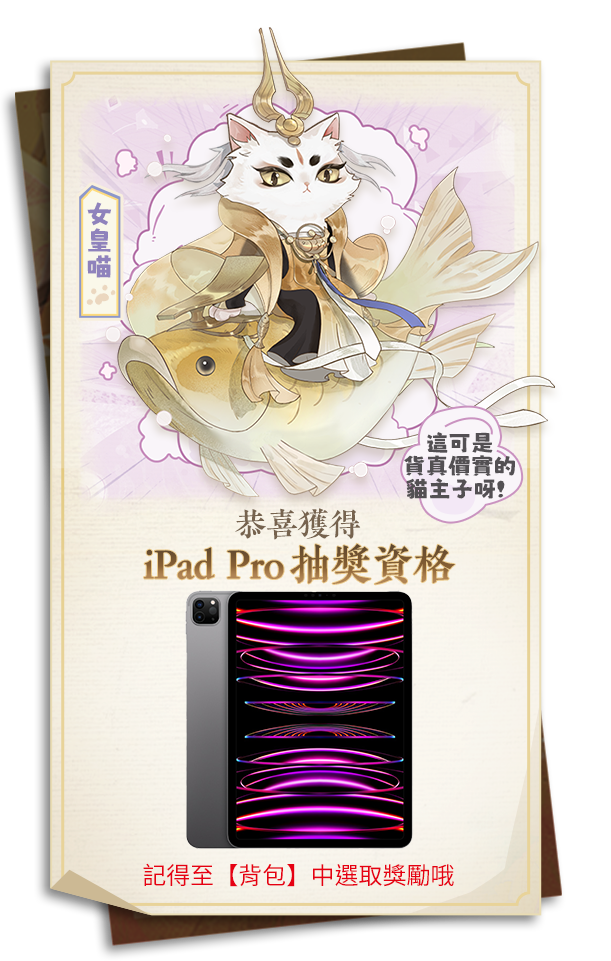 女皇喵
這可是
貨真價實的
貓主子呀!
恭喜獲得
iPad Pro抽獎資格
記得至【背包】中選取獎勵哦